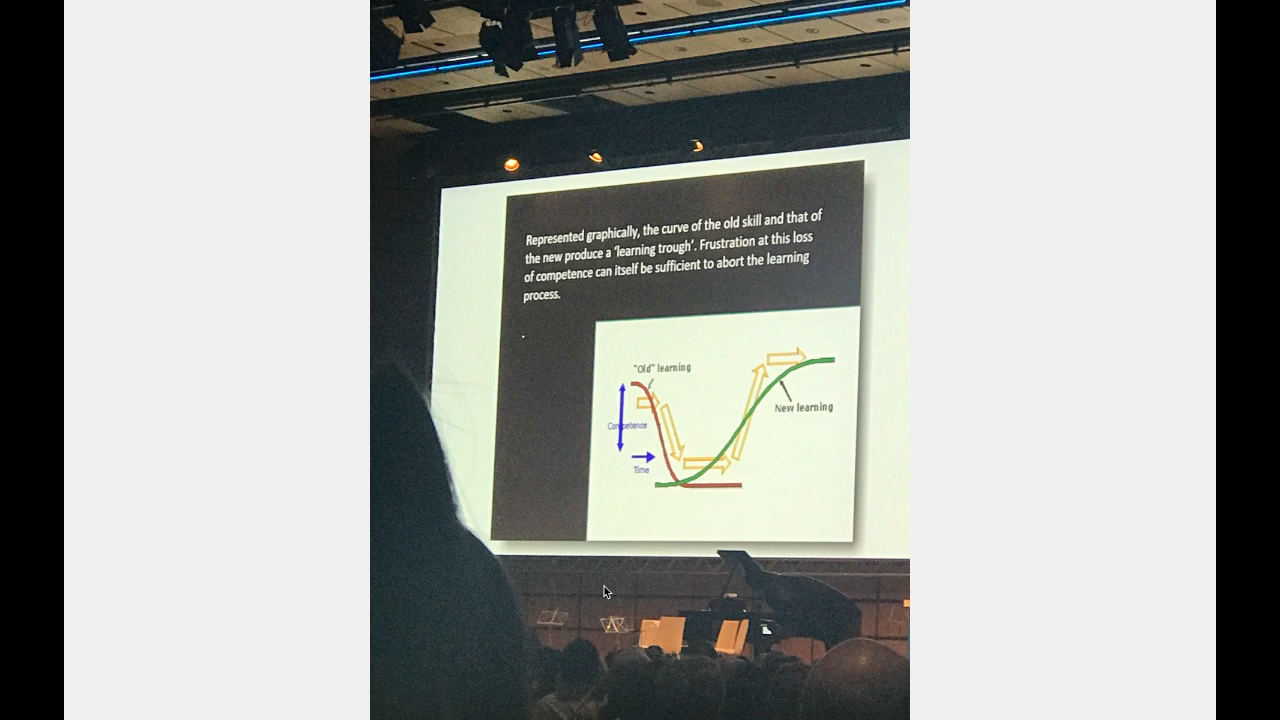 Represented graphically, the curve of the old skill and that of
the new produce a 'learning trough'. Frustration at this loss
of competence can itself be sufficient to abort the learning
process.
"Old" learning
New learning
Competence
Time